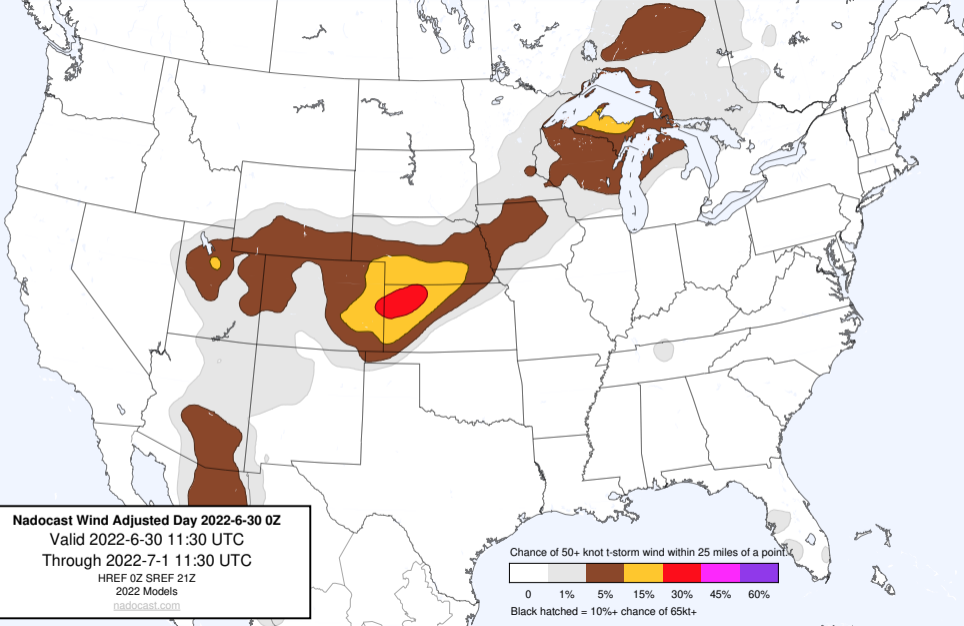 Nadocast Wind Adjusted Day 2022-6-30 0Z
Valid 2022-6-30 11:30 UTC
Through 2022-7-1 11:30 UTC
HREF 0Z SREF 21Z
2022 Models
nadocast.com
Chance of 50+ knot t-storm wind within 25 miles of a point.
0 1% 5% 15% 30% 45% 60%
Black hatched = 10%+ chance of 65kt+